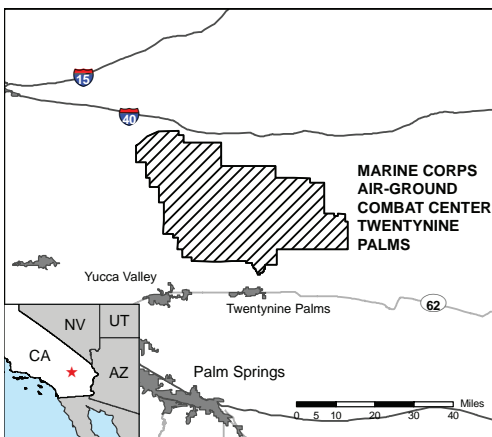 15
40
MARINE CORPS
AIR-GROUND
COMBAT CENTER
TWENTYNINE
PALMS
Yucca Valley
Twentynine Palms
62
NV
UT
CA
AZ
Palm Springs
Miles
0 5 10 20 30 40